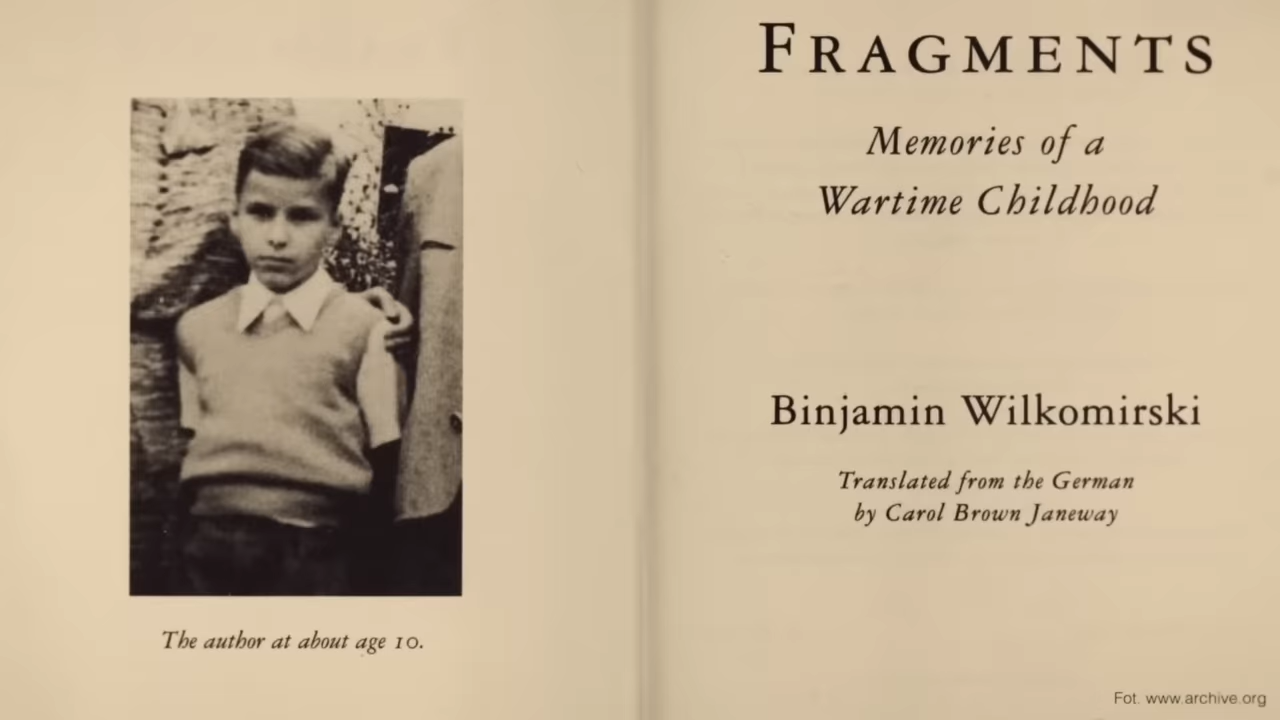 The author at about age 10.
FRAGMENTS
Memories of a
Wartime Childhood
Binjamin Wilkomirski
Translated from the German
by Carol Brown Janeway
Fot. www.archive.org